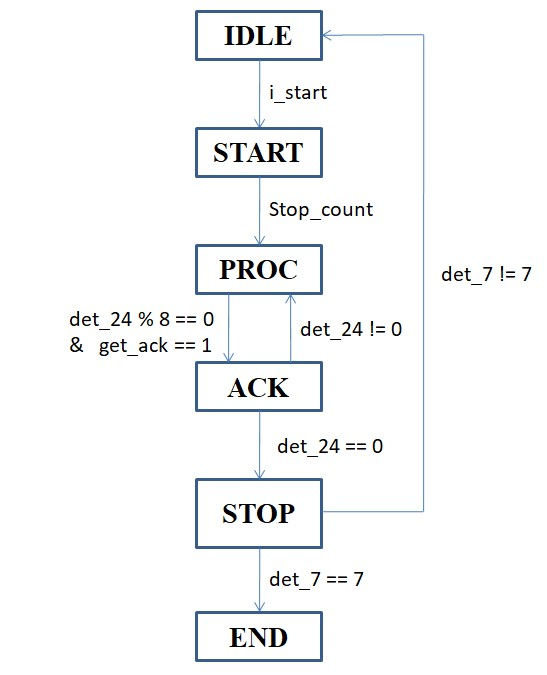 IDLE
i_start
START
Stop_count
PROC
det_7 != 7
det_24 % 8 == 0
& get_ack == 1
det_24 != 0
ACK
det_24 == 0
STOP
det_7 == 7
END